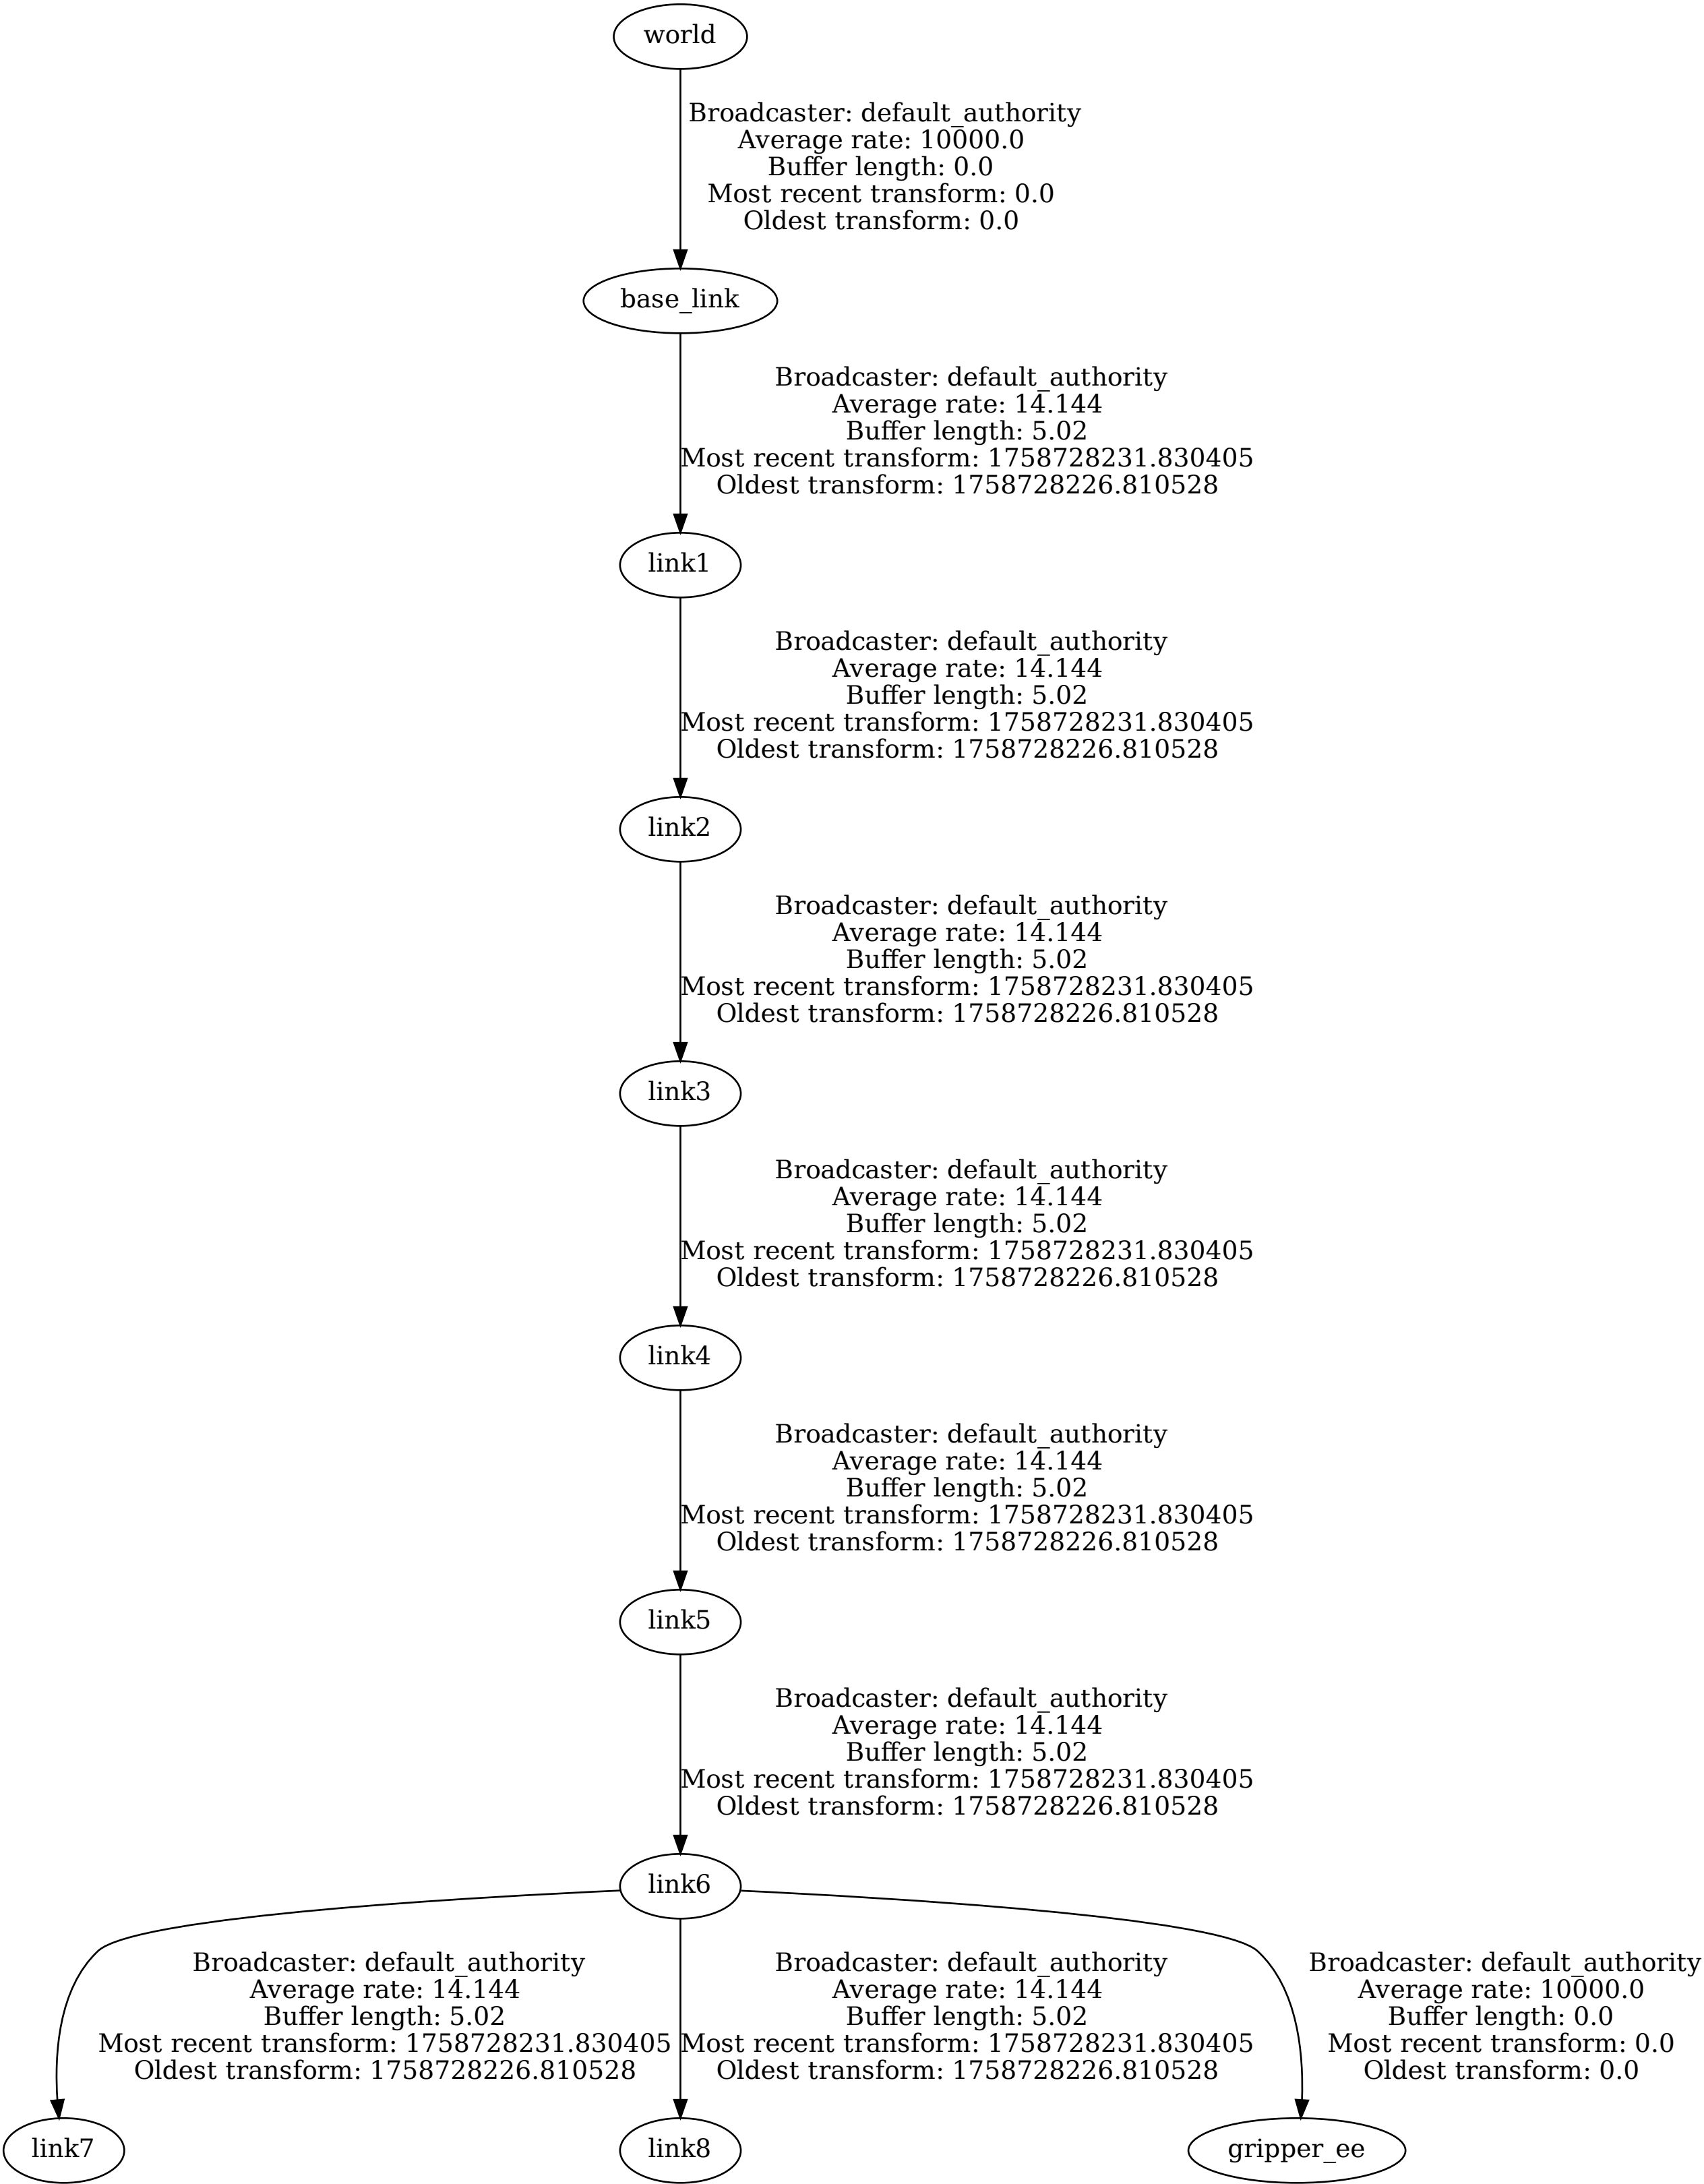 world
Broadcaster: default_authority
Average rate: 10000.0
Buffer length: 0.0
Most recent transform: 0.0
Oldest transform: 0.0
base_link
Broadcaster: default_authority
Average rate: 14.144
Buffer length: 5.02
Most recent transform: 1758728231.830405
Oldest transform: 1758728226.810528
link1
Broadcaster: default_authority
Average rate: 14.144
Buffer length: 5.02
Most recent transform: 1758728231.830405
Oldest transform: 1758728226.810528
link2
Broadcaster: default_authority
Average rate: 14.144
Buffer length: 5.02
Most recent transform: 1758728231.830405
Oldest transform: 1758728226.810528
link3
Broadcaster: default_authority
Average rate: 14.144
Buffer length: 5.02
Most recent transform: 1758728231.830405
Oldest transform: 1758728226.810528
link4
Broadcaster: default_authority
Average rate: 14.144
Buffer length: 5.02
Most recent transform: 1758728231.830405
Oldest transform: 1758728226.810528
link5
Broadcaster: default_authority
Average rate: 14.144
Buffer length: 5.02
Most recent transform: 1758728231.830405
Oldest transform: 1758728226.810528
link6
Broadcaster: default_authority
Average rate: 14.144
Buffer length: 5.02
Most recent transform: 1758728231.830405
Oldest transform: 1758728226.810528
Broadcaster: default_authority
Average rate: 14.144
Buffer length: 5.02
Most recent transform: 1758728231.830405
Oldest transform: 1758728226.810528
Broadcaster: default_authority
Average rate: 10000.0
Buffer length: 0.0
Most recent transform: 0.0
Oldest transform: 0.0
link7
link8
gripper_ee